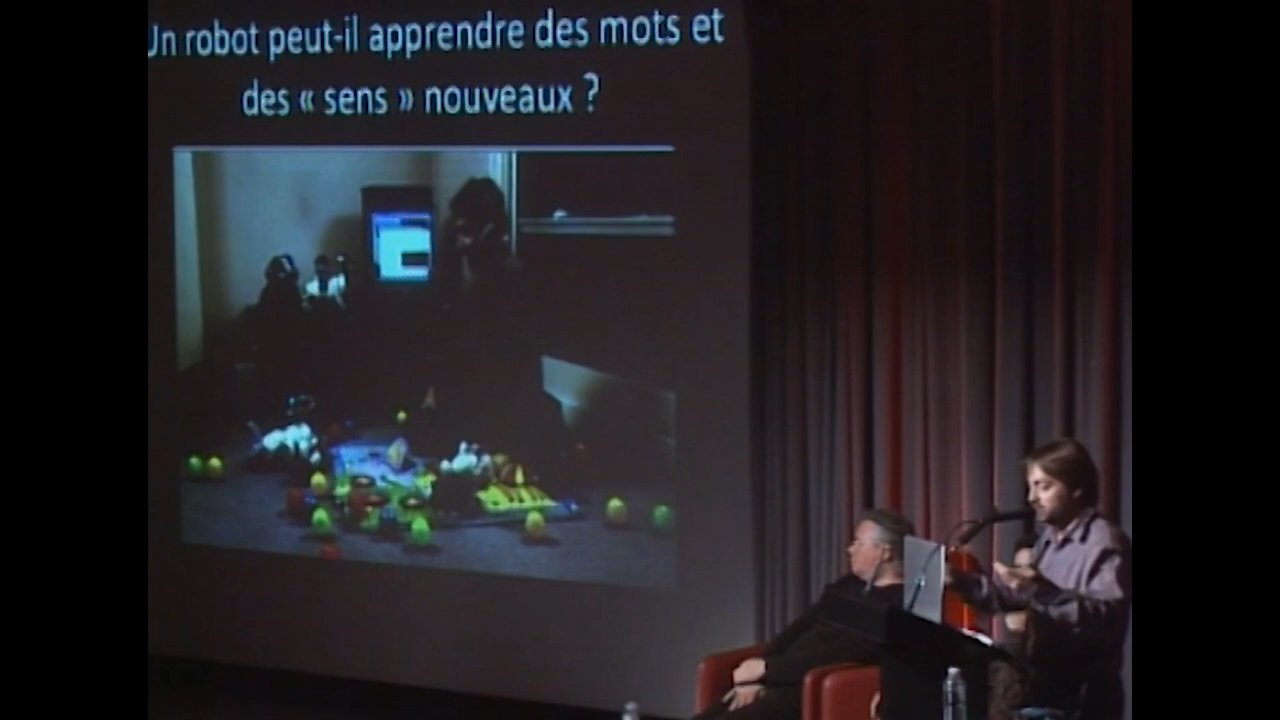 Un robot peut-il apprendre des mots et
des « sens » nouveaux ?